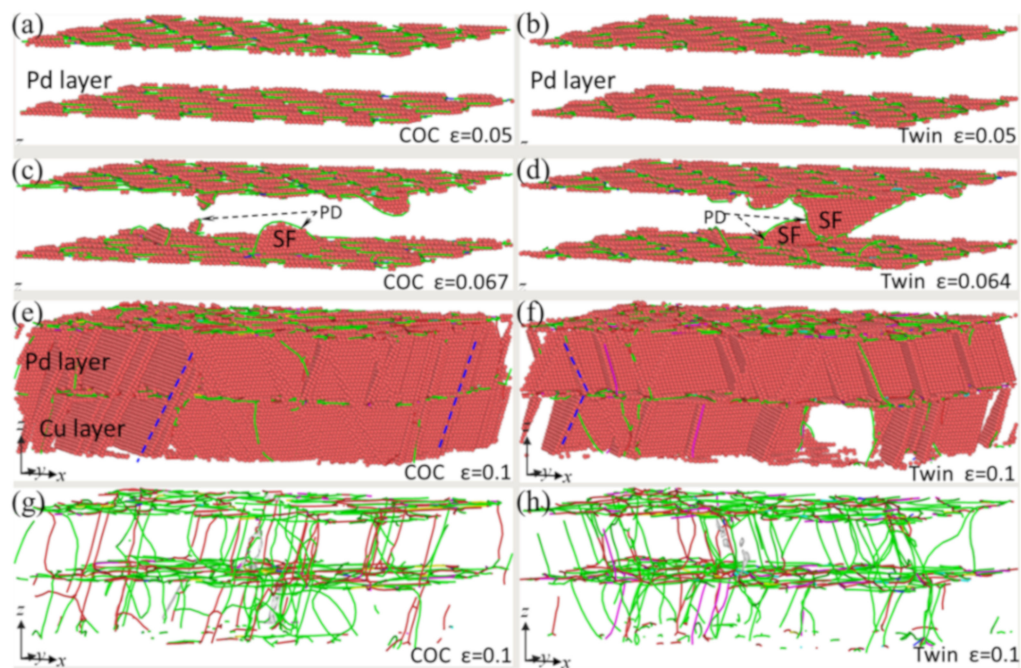 (a)
(b)
Pd layer
Pd layer
COC ε=0.05
Twin ε=0.05
(c)
(d)
PD
PD
SF
SF
SF
COC ε=0.067
Twin ε=0.064
(e)
(f)
Pd layer
Cu layer
z
y x
COC ε=0.1
z
y x
Twin ε=0.1
(g)
(h)
z
y x
COC ε=0.1
z
y x
Twin ε=0.1